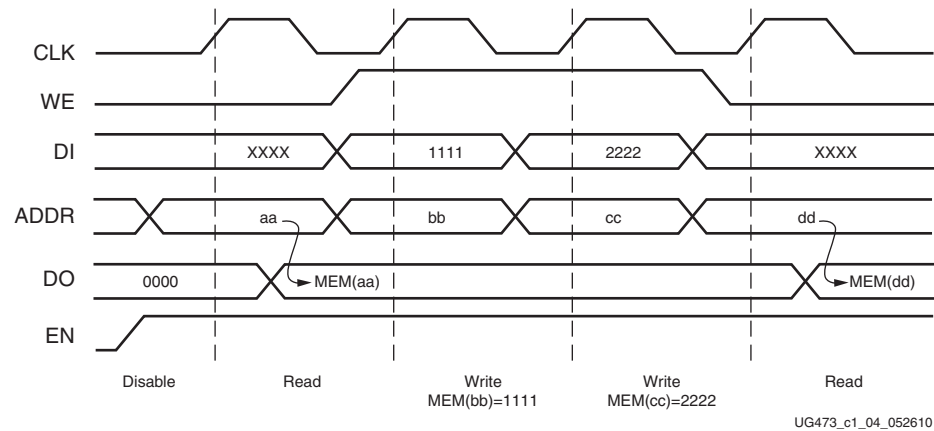 CLK
WE
DI XXXX 1111 2222 XXXX
ADDR aa bb cc dd
DO 0000 MEM(aa) MEM(dd)
EN
Disable Read Write Write Read
MEM(bb)=1111 MEM(cc)=2222
UG473_c1_04_052610